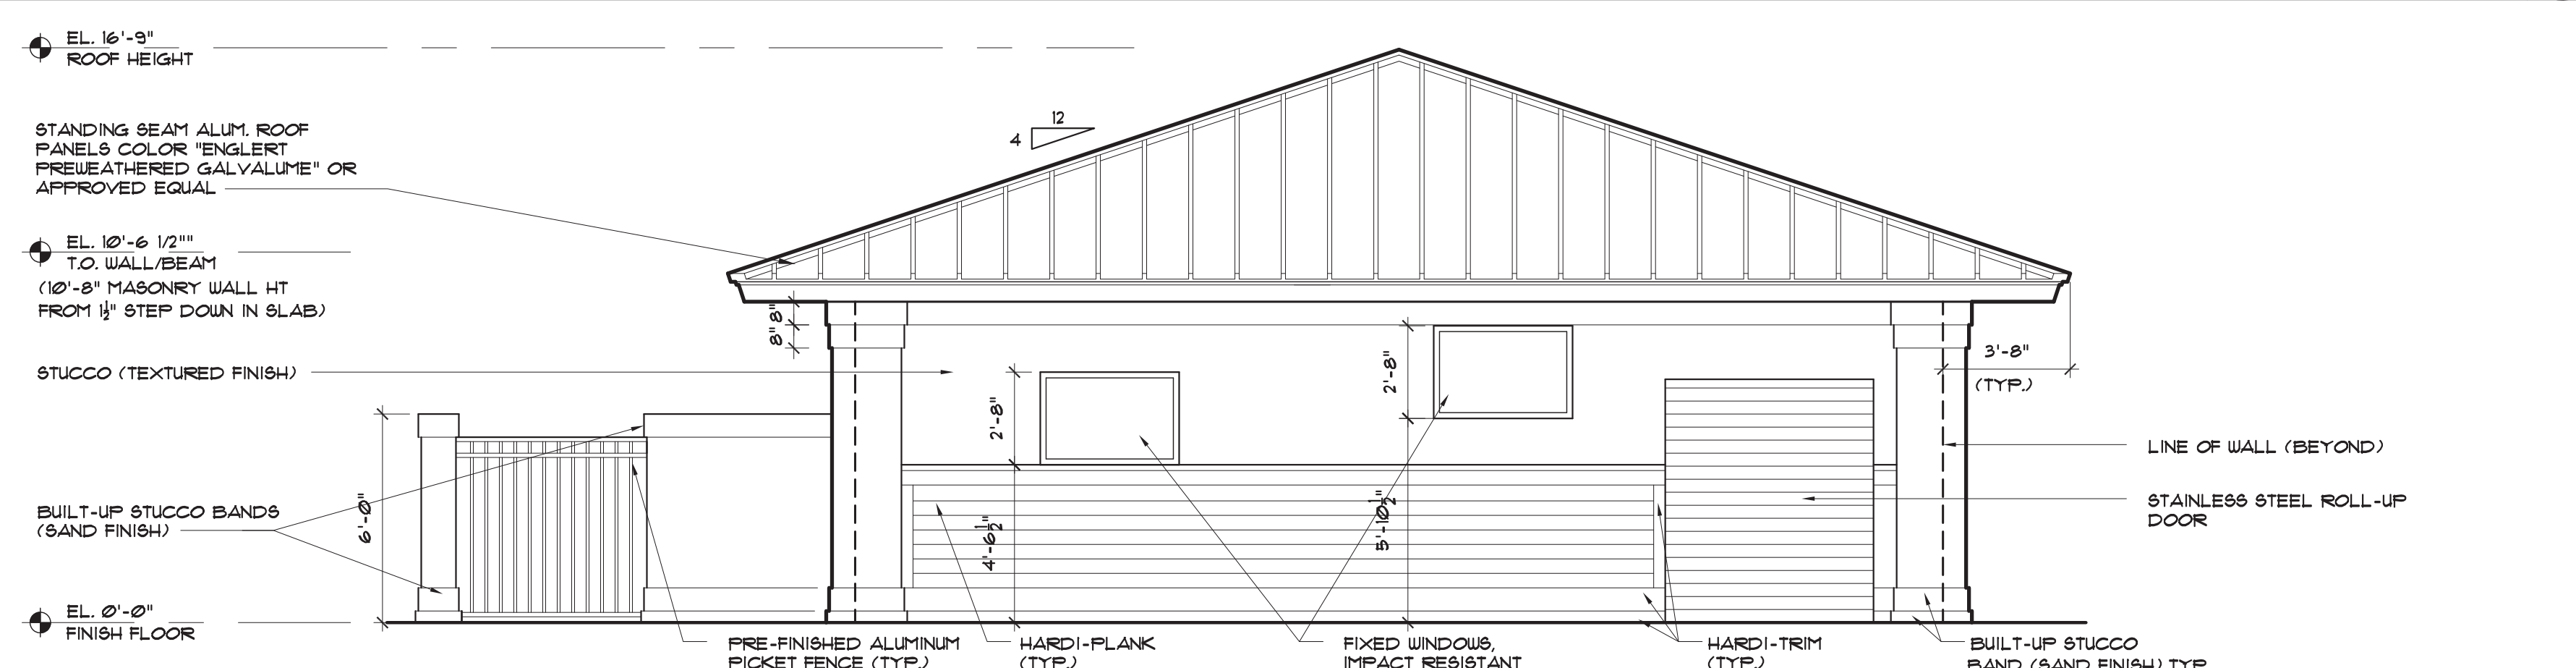 EL. 16'-9"
ROOF HEIGHT
STANDING SEAM ALUM. ROOF
PANELS COLOR "ENGLERT
PREWEATHERED GALVALUME" OR
APPROVED EQUAL
12
4
EL. 10'-6 1/2""
T.O. WALL/BEAM
(10'-8" MASONRY WALL HT
FROM 1½" STEP DOWN IN SLAB)
8"
8"
STUCCO (TEXTURED FINISH)
2'-8"
2'-8"
3'-8"
(TYP.)
LINE OF WALL (BEYOND)
BUILT-UP STUCCO BANDS
(SAND FINISH)
6'-0"
4'-6½"
5'-10½"
STAINLESS STEEL ROLL-UP
DOOR
EL. 0'-0"
FINISH FLOOR
PRE-FINISHED ALUMINUM
PICKET FENCE (TYP.)
HARDI-PLANK
(TYP.)
FIXED WINDOWS,
IMPACT RESISTANT
HARDI-TRIM
(TYP.)
BUILT-UP STUCCO
BAND (SAND FINISH) TYP